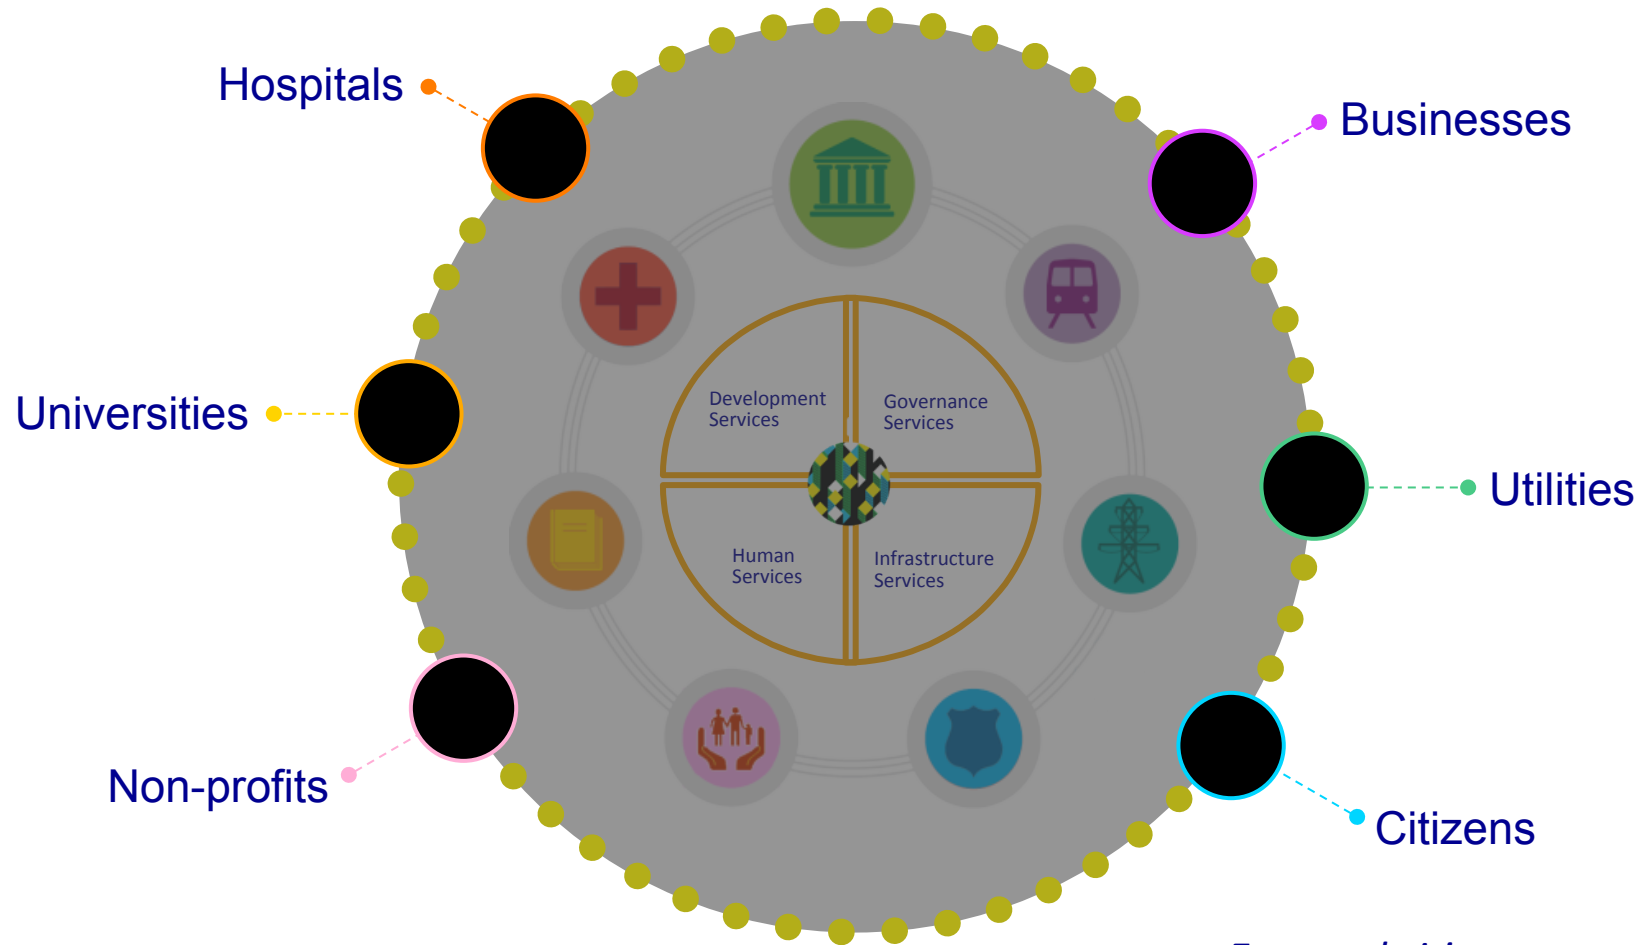 Hospitals
Businesses
Development
Services
Governance
Services
Universities
Utilities
Human
Services
Infrastructure
Services
Non-profits
Citizens